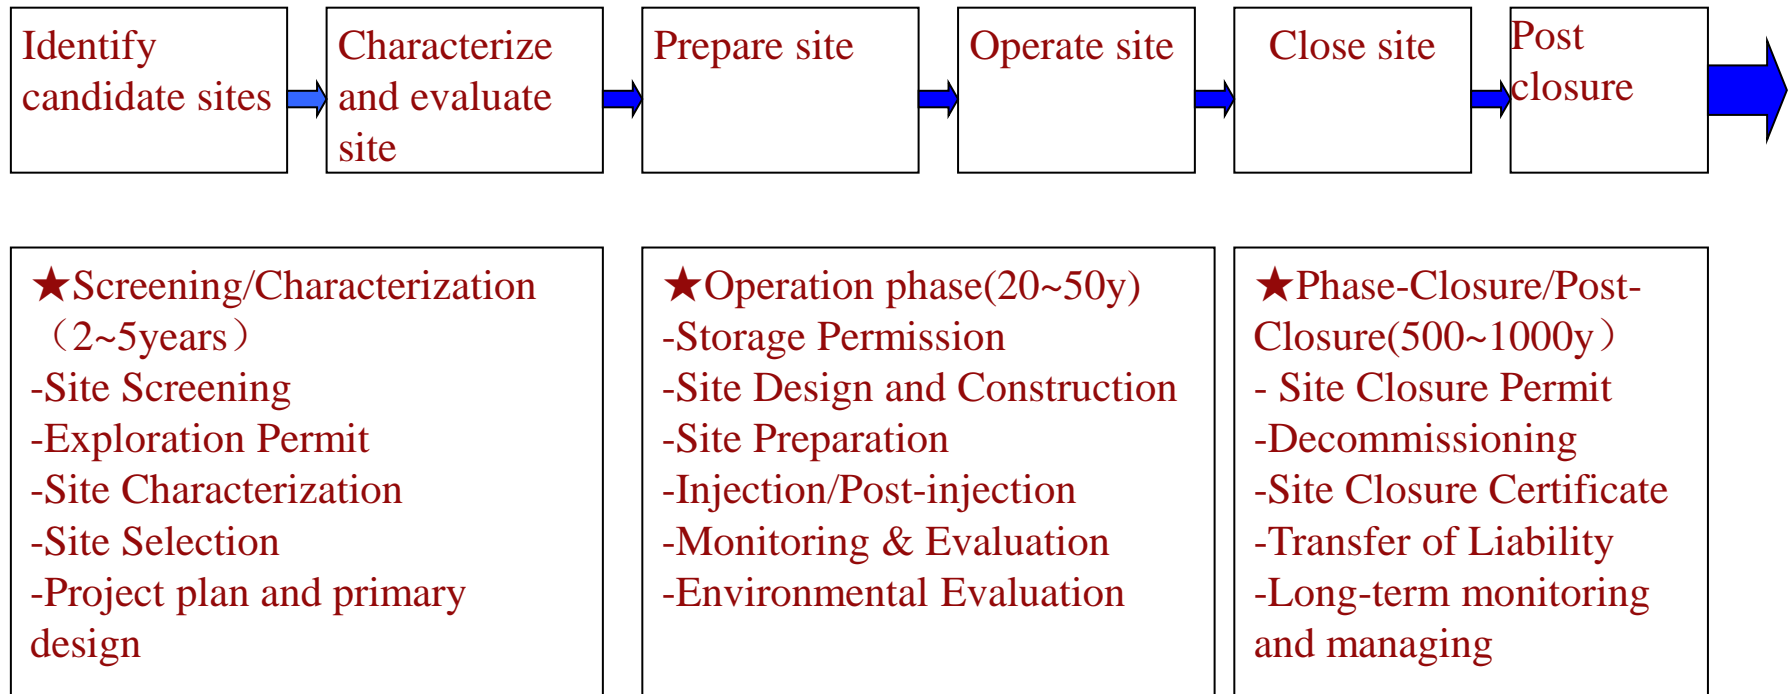 Identify
candidate sites
Characterize
and evaluate
site
Prepare site
Operate site
Close site
Post
closure
★Screening/Characterization
（2~5years）
-Site Screening
-Exploration Permit
-Site Characterization
-Site Selection
-Project plan and primary
design
★Operation phase(20~50y)
-Storage Permission
-Site Design and Construction
-Site Preparation
-Injection/Post-injection
-Monitoring & Evaluation
-Environmental Evaluation
★Phase-Closure/Post-
Closure(500~1000y）
- Site Closure Permit
-Decommissioning
-Site Closure Certificate
-Transfer of Liability
-Long-term monitoring
and managing